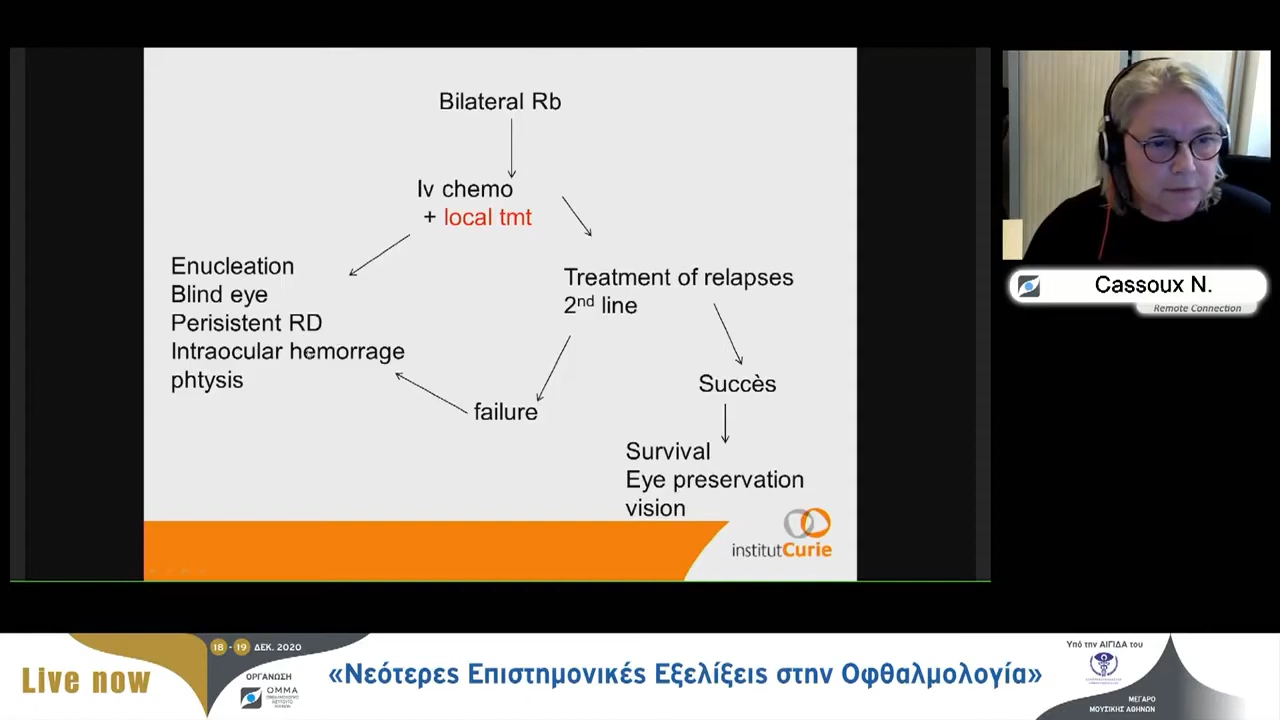 Bilateral Rb
Iv chemo
+ local tmt
Enucleation
Blind eye
Perisistent RD
Intraocular hemorrage
phtysis
Treatment of relapses
2nd line
failure
Succès
Survival
Eye preservation
vision
institutCurie
Cassoux N.
Remote Connection
Live now
18 - 19 ΔΕΚ. 2020
ΟΡΓΑΝΩΣΗ
ΟΜΜΑ
«Νεότερες Επιστημονικές Εξελίξεις στην Οφθαλμολογία»
Υπό την ΑΙΓΙΔΑ του
ΜΕΓΑΡΟ
ΜΟΥΣΙΚΗΣ ΑΘΗΝΩΝ